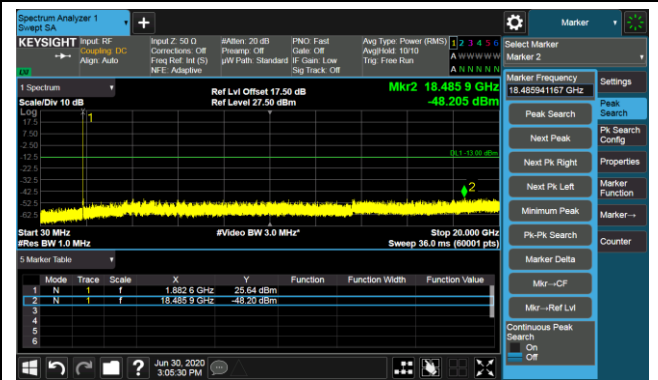 Spectrum Analyzer 1
Swept SA
+
Marker
KEYSIGHT
Input: RF
Coupling: DC
Align: Auto
Input Z: 50 Ω
Corrections: Off
Freq Ref: Int (S)
NFE: Adaptive
#Atten: 20 dB
Preamp: Off
µW Path: Standard
PNO: Fast
Gate: Off
IF Gain: Low
Sig Track: Off
Avg Type: Power (RMS)
Avg|Hold: 10/10
Trig: Free Run
1 2 3 4 5 6
A W W W W W
A N N N N N
Select Marker
Marker 2
1 Spectrum
Scale/Div 10 dB
Ref Lvl Offset 17.50 dB
Ref Level 27.50 dBm
Mkr2 18.485 9 GHz
-48.205 dBm
Log
17.5
7.50
-2.50
-12.5
-22.5
-32.5
-42.5
-52.5
-62.5
1
DL1 -13.00 dBm
2
Start 30 MHz
#Res BW 1.0 MHz
#Video BW 3.0 MHz*
Stop 20.000 GHz
Sweep 36.0 ms (60001 pts)
5 Marker Table
Mode Trace Scale X Y Function Function Width Function Value
1 N 1 f 1.882 6 GHz 25.64 dBm
2 N 1 f 18.485 9 GHz -48.20 dBm
3
4
5
6
Marker Frequency
18.485941167 GHz
Peak Search
Next Peak
Next Pk Right
Next Pk Left
Minimum Peak
Pk-Pk Search
Marker Delta
Mkr→CF
Mkr→Ref Lvl
Continuous Peak
Search
On
Off
Settings
Peak
Search
Pk Search
Config
Properties
Marker
Function
Marker→
Counter
?
Jun 30, 2020
3:05:30 PM